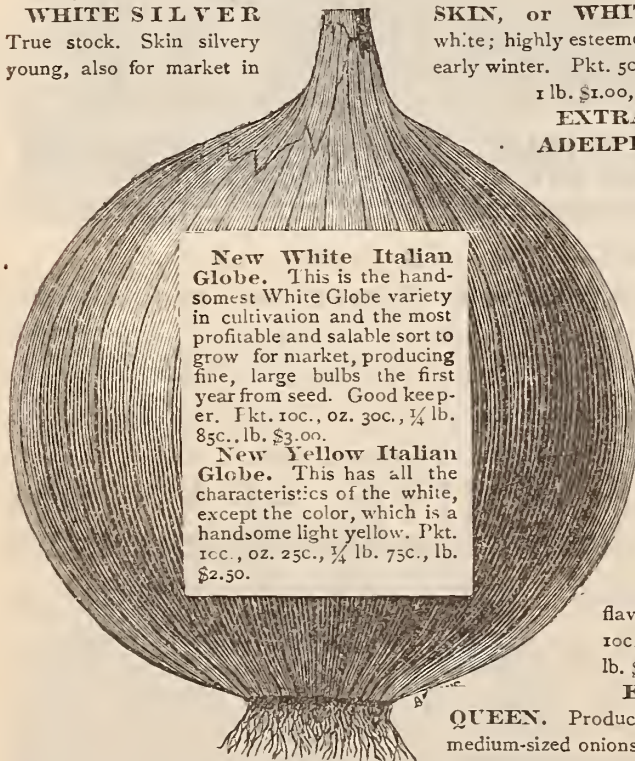 WHITE SILVER SKIN, or WHIT
True stock. Skin silvery wh:te; highly esteeme
young, also for market in early winter. Pkt. 5c
1 lb. $1.00,
EXTRA
ADELPH
New White Italian
Globe. This is the hand-
somest White Globe variety
in cultivation and the most
profitable and salable sort to
grow for market, producing
fine, large bulbs the first
year from seed. Good keep-
er. Pkt. 10c., oz. 30c., ¼ lb.
85c., lb. $3.00.
New Yellow Italian
Globe. This has all the
characteristics of the white,
except the color, which is a
handsome light yellow. Pkt.
10c., oz. 25c., ¼ lb. 75c., lb.
$2.50.
flav
10c
lb. $
E
QUEEN. Produc
medium-sized onions